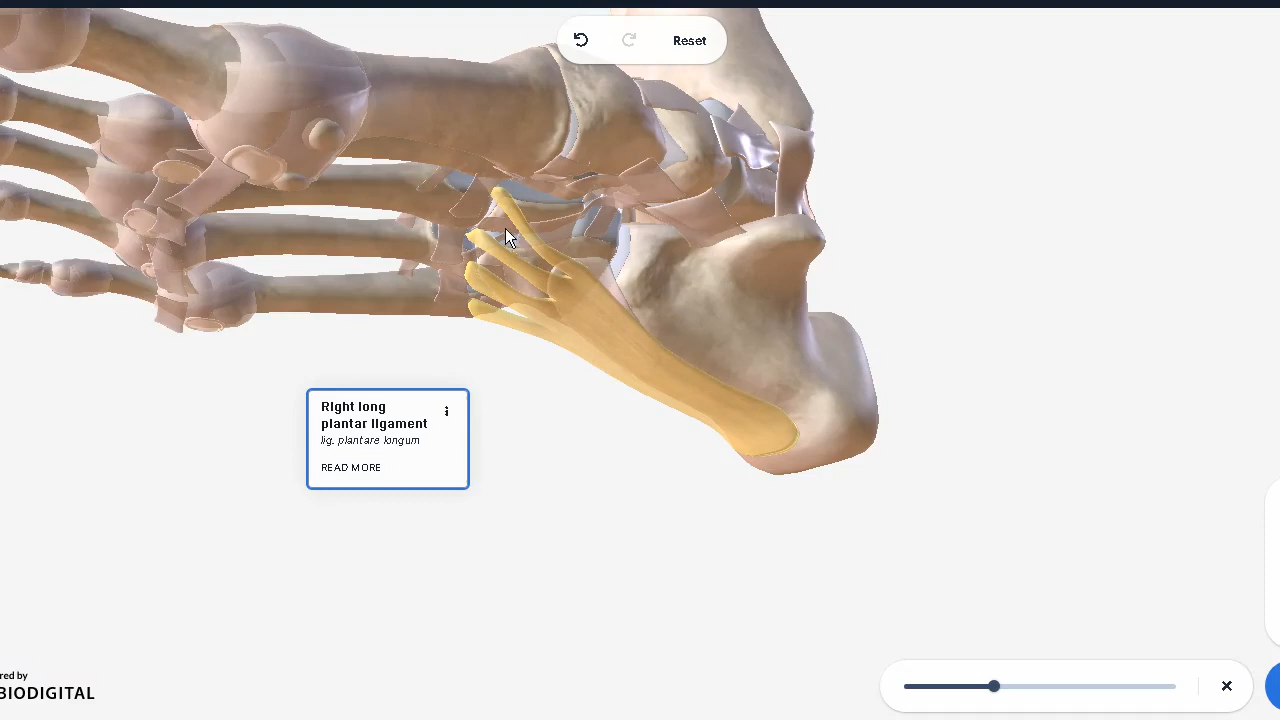 Reset
Right long
plantar ligament
lig. plantare longum
READ MORE
red by
BIODIGITAL